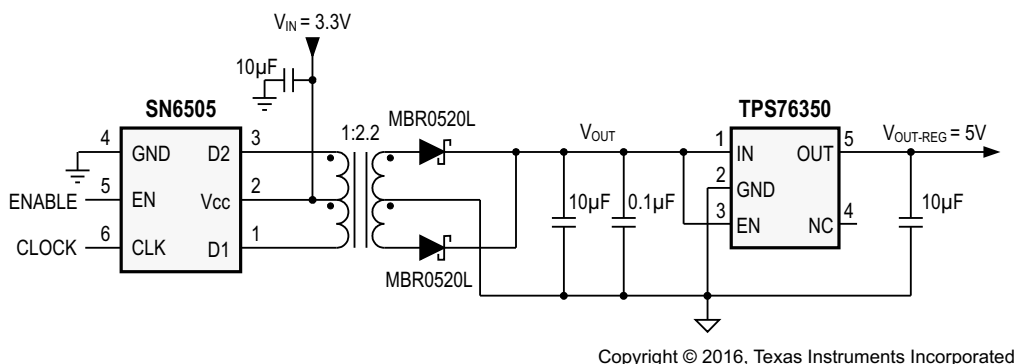 V_IN = 3.3V
10µF
SN6505
4
GND
D2
3
5
EN
Vcc
2
6
CLK
D1
1
ENABLE
CLOCK
1:2.2
MBR0520L
MBR0520L
V_OUT
10µF
0.1µF
TPS76350
1
IN
OUT
5
2
GND
3
EN
NC
4
V_OUT-REG = 5V
10µF
Copyright © 2016, Texas Instruments Incorporated